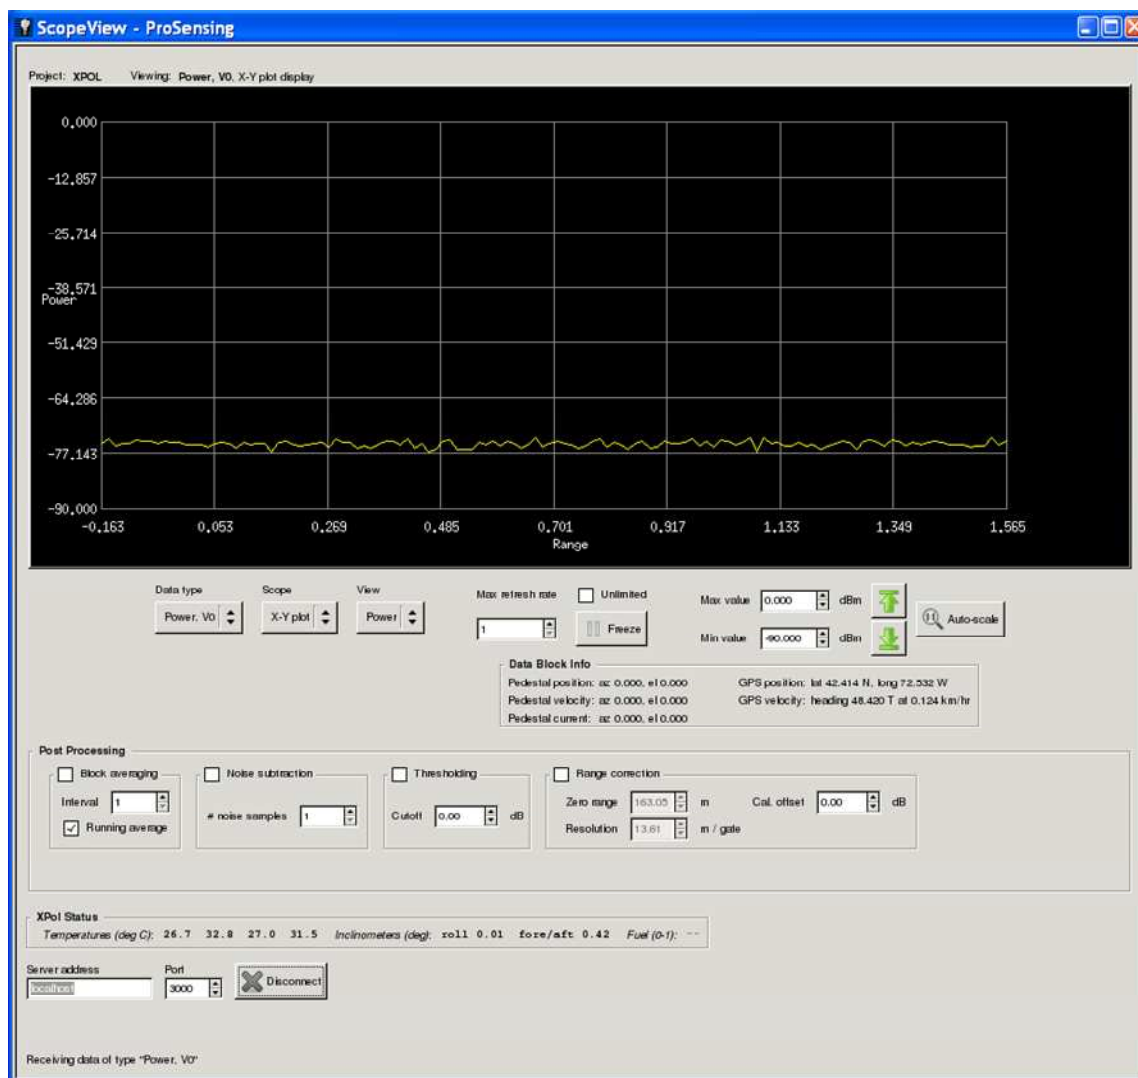 ScopeView - ProSensing
Project: XPOL Viewing: Power, V0, X-Y plot display
0.000
-12.857
-25.714
-38.571
Power
-51.429
-64.286
-77.143
-90.000
-0.163 0.053 0.269 0.485 0.701 0.917 1.133 1.349 1.565
Range
Data type Scope View Max refresh rate Unlimited
Power, V0 X-Y plot Power 1 Freeze
Max value 0.000 dBm
Min value -90.000 dBm
Auto-scale
Data Block Info
Pedestal position: az 0.000, el 0.000 GPS position: lat 42.414 N, long 72.532 W
Pedestal velocity: az 0.000, el 0.000 GPS velocity: heading 48.420 T at 0.124 km/hr
Pedestal current: az 0.000, el 0.000
Post Processing
Block averaging Noise subtraction Thresholding Range correction
Interval 1 # noise samples 1 Cutoff 0.00 dB Zero range 163.05 m Cal. offset 0.00 dB
Running average Resolution 13.61 m / gate
XPol Status
Temperatures (deg C): 26.7 32.8 27.0 31.5 Inclinometers (deg): roll 0.01 fore/aft 0.42 Fuel (0-1): --
Server address Port
localhost 3000 Disconnect
Receiving data of type "Power, V0"